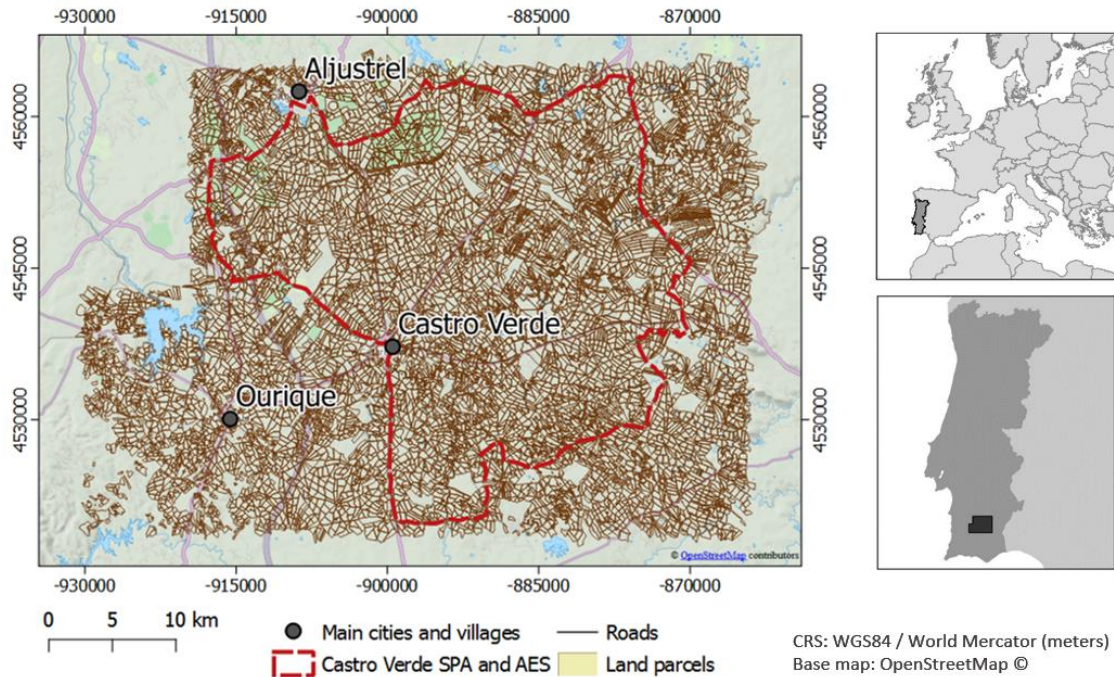 -930000 -915000 -900000 -885000 -870000
4560000
4545000
4530000
Aljustrel
Castro Verde
Ourique
4560000
4545000
4530000
© OpenStreetMap contributors
-930000 -915000 -900000 -885000 -870000
0 5 10 km
Main cities and villages
Roads
Castro Verde SPA and AES
Land parcels
CRS: WGS84 / World Mercator (meters)
Base map: OpenStreetMap ©